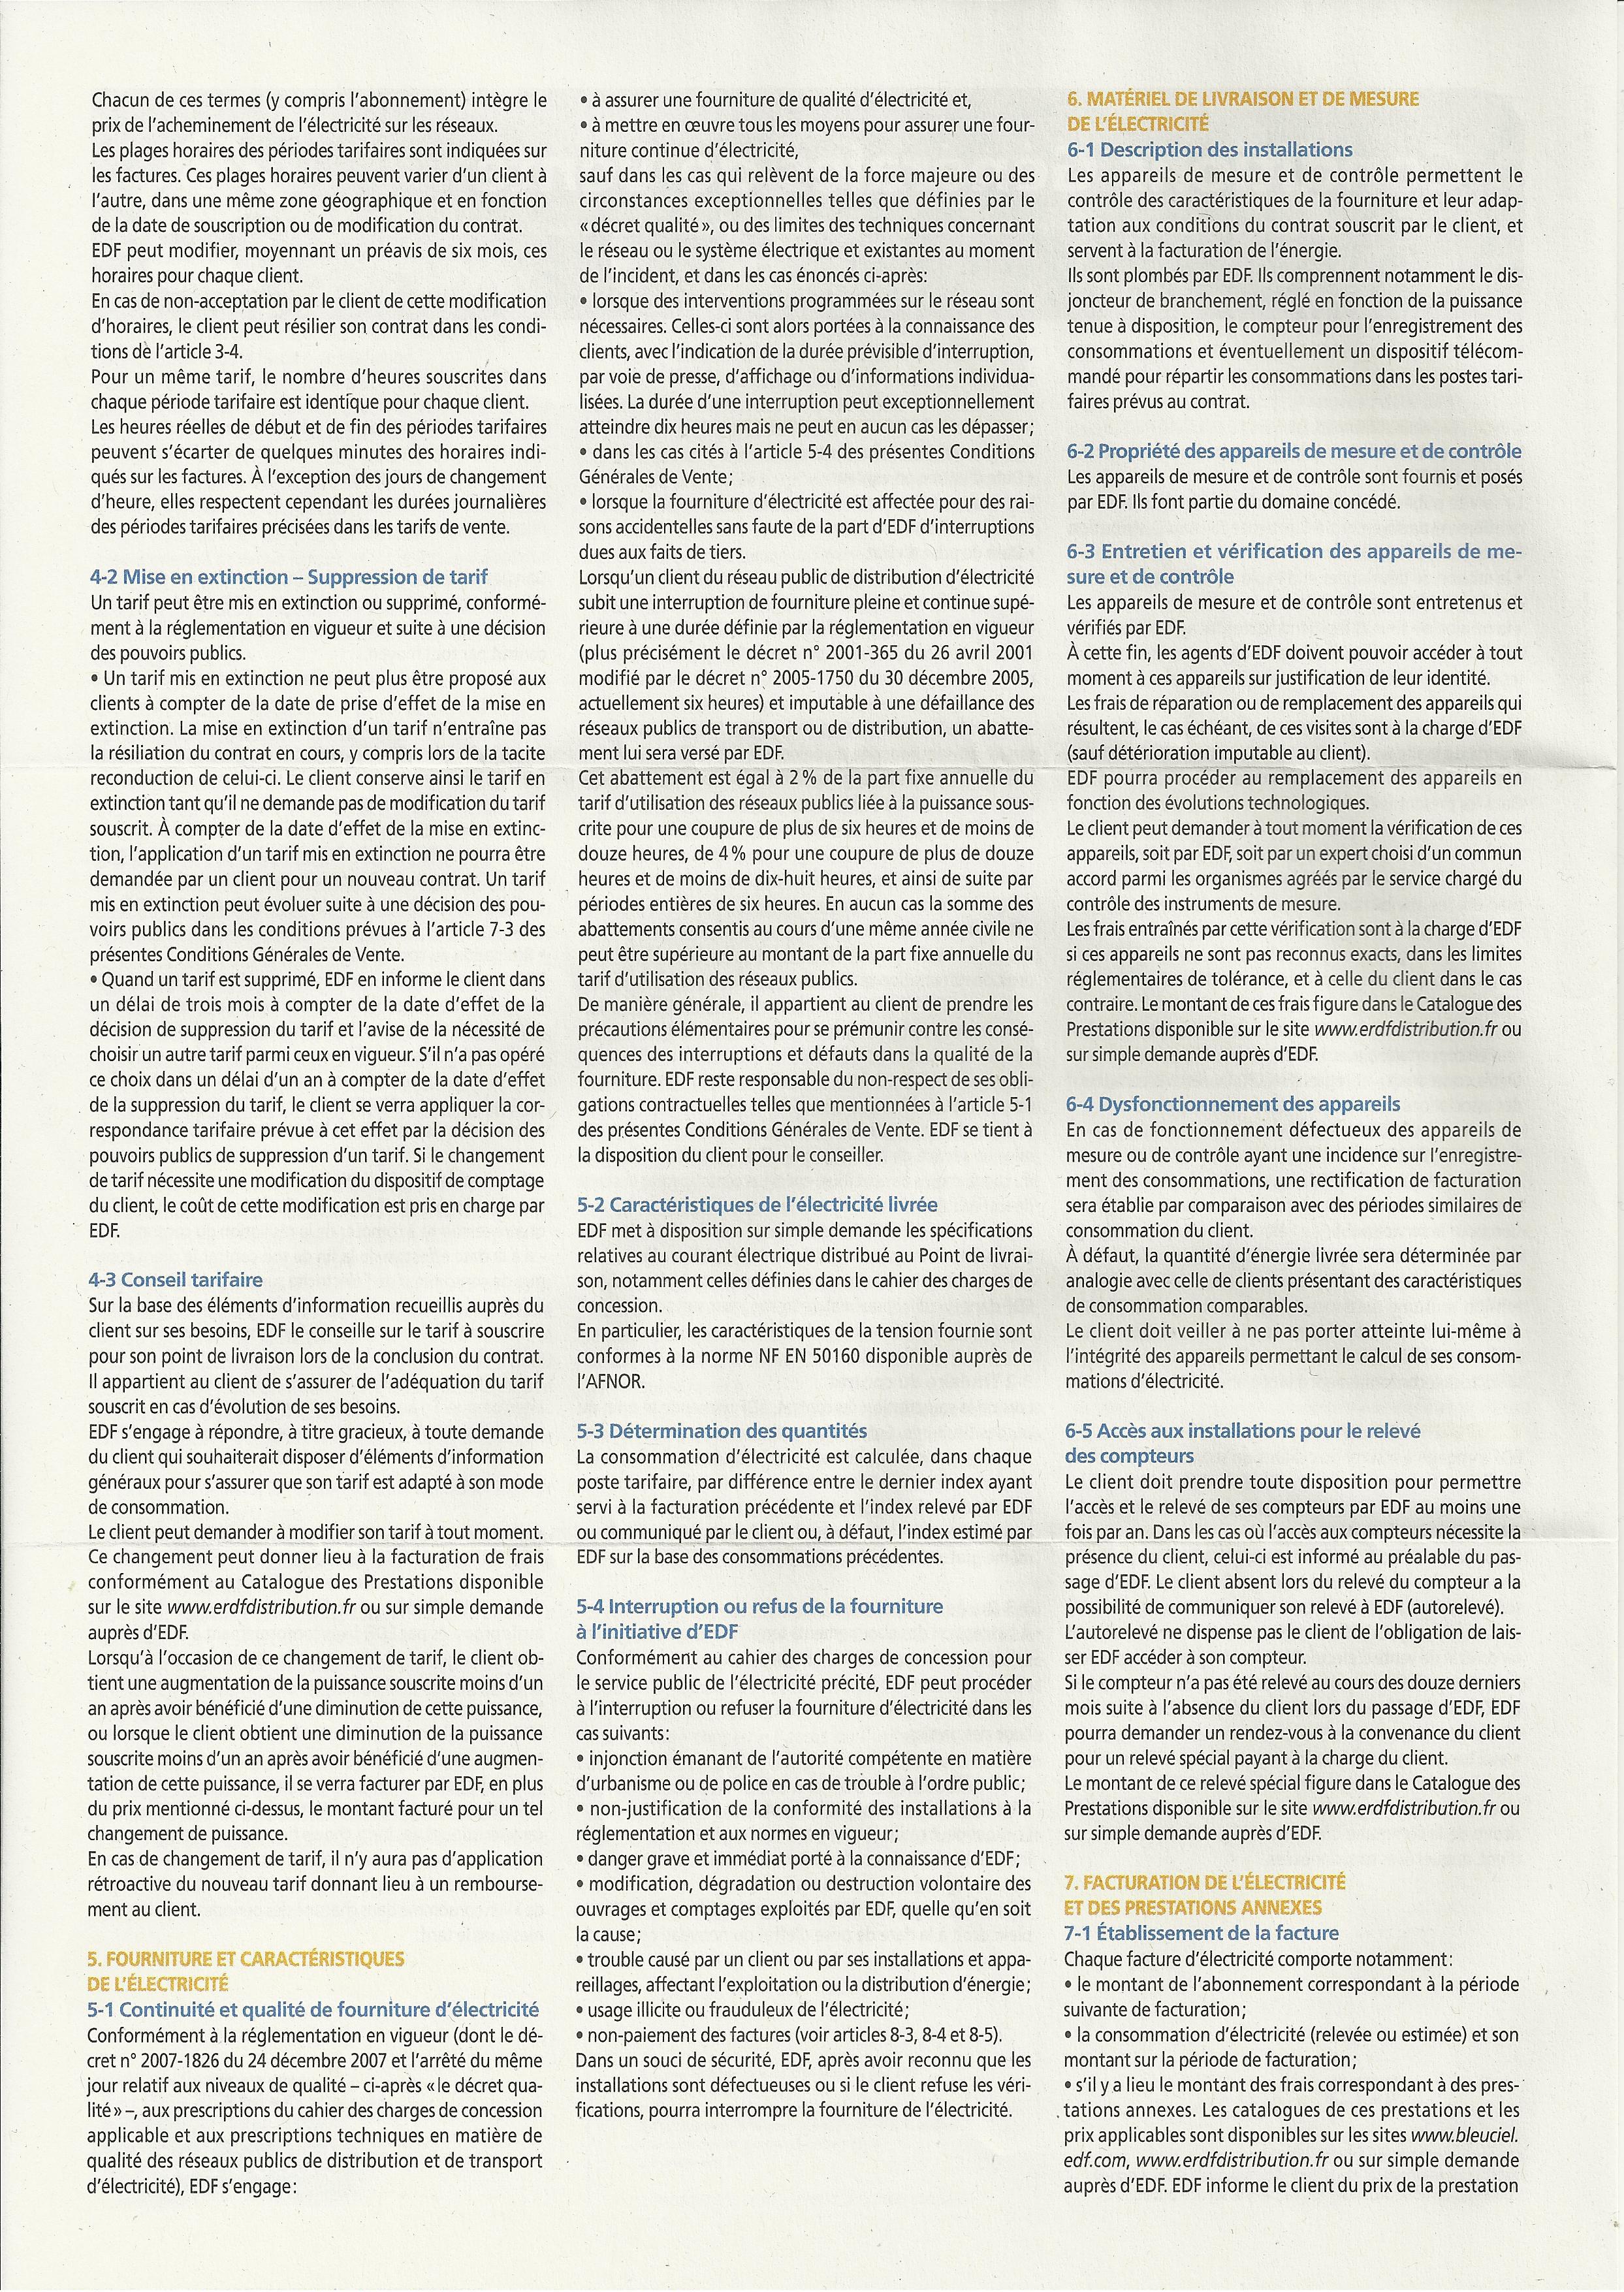 Chacun de ces termes (y compris l'abonnement) intègre le
prix de l'acheminement de l'électricité sur les réseaux.
Les plages horaires des périodes tarifaires sont indiquées sur
les factures. Ces plages horaires peuvent varier d'un client à
l'autre, dans une même zone géographique et en fonction
de la date de souscription ou de modification du contrat.
EDF peut modifier, moyennant un préavis de six mois, ces
horaires pour chaque client.
En cas de non-acceptation par le client de cette modification
d'horaires, le client peut résilier son contrat dans les condi-
tions de l'article 3-4.
Pour un même tarif, le nombre d'heures souscrites dans
chaque période tarifaire est identique pour chaque client.
Les heures réelles de début et de fin des périodes tarifaires
peuvent s'écarter de quelques minutes des horaires indi-
qués sur les factures. À l'exception des jours de changement
d'heure, elles respectent cependant les durées journalières
des périodes tarifaires précisées dans les tarifs de vente.
4-2 Mise en extinction – Suppression de tarif
Un tarif peut être mis en extinction ou supprimé, conformé-
ment à la réglementation en vigueur et suite à une décision
des pouvoirs publics.
• Un tarif mis en extinction ne peut plus être proposé aux
clients à compter de la date de prise d'effet de la mise en
extinction. La mise en extinction d'un tarif n'entraîne pas
la résiliation du contrat en cours, y compris lors de la tacite
reconduction de celui-ci. Le client conserve ainsi le tarif en
extinction tant qu'il ne demande pas de modification du tarif
souscrit. À compter de la date d'effet de la mise en extinc-
tion, l'application d'un tarif mis en extinction ne pourra être
demandée par un client pour un nouveau contrat. Un tarif
mis en extinction peut évoluer suite à une décision des pou-
voirs publics dans les conditions prévues à l'article 7-3 des
présentes Conditions Générales de Vente.
• Quand un tarif est supprimé, EDF en informe le client dans
un délai de trois mois à compter de la date d'effet de la
décision de suppression du tarif et l'avise de la nécessité de
choisir un autre tarif parmi ceux en vigueur. S'il n'a pas opéré
ce choix dans un délai d'un an à compter de la date d'effet
de la suppression du tarif, le client se verra appliquer la cor-
respondance tarifaire prévue à cet effet par la décision des
pouvoirs publics de suppression d'un tarif. Si le changement
de tarif nécessite une modification du dispositif de comptage
du client, le coût de cette modification est pris en charge par
EDF.
4-3 Conseil tarifaire
Sur la base des éléments d'information recueillis auprès du
client sur ses besoins, EDF le conseille sur le tarif à souscrire
pour son point de livraison lors de la conclusion du contrat.
Il appartient au client de s'assurer de l'adéquation du tarif
souscrit en cas d'évolution de ses besoins.
EDF s'engage à répondre, à titre gracieux, à toute demande
du client qui souhaiterait disposer d'éléments d'information
généraux pour s'assurer que son tarif est adapté à son mode
de consommation.
Le client peut demander à modifier son tarif à tout moment.
Ce changement peut donner lieu à la facturation de frais
conformément au Catalogue des Prestations disponible
sur le site www.erdfdistribution.fr ou sur simple demande
auprès d'EDF.
Lorsqu'à l'occasion de ce changement de tarif, le client ob-
tient une augmentation de la puissance souscrite moins d'un
an après avoir bénéficié d'une diminution de cette puissance,
ou lorsque le client obtient une diminution de la puissance
souscrite moins d'un an après avoir bénéficié d'une augmen-
tation de cette puissance, il se verra facturer par EDF, en plus
du prix mentionné ci-dessus, le montant facturé pour un tel
changement de puissance.
En cas de changement de tarif, il n'y aura pas d'application
rétroactive du nouveau tarif donnant lieu à un rembourse-
ment au client.
5. FOURNITURE ET CARACTÉRISTIQUES
DE L'ÉLECTRICITÉ
5-1 Continuité et qualité de fourniture d'électricité
Conformément à la réglementation en vigueur (dont le dé-
cret n° 2007-1826 du 24 décembre 2007 et l'arrêté du même
jour relatif aux niveaux de qualité – ci-après «le décret qua-
lité» –, aux prescriptions du cahier des charges de concession
applicable et aux prescriptions techniques en matière de
qualité des réseaux publics de distribution et de transport
d'électricité), EDF s'engage:
• à assurer une fourniture de qualité d'électricité et,
• à mettre en œuvre tous les moyens pour assurer une four-
niture continue d'électricité,
sauf dans les cas qui relèvent de la force majeure ou des
circonstances exceptionnelles telles que définies par le
«décret qualité», ou des limites des techniques concernant
le réseau ou le système électrique et existantes au moment
de l'incident, et dans les cas énoncés ci-après:
• lorsque des interventions programmées sur le réseau sont
nécessaires. Celles-ci sont alors portées à la connaissance des
clients, avec l'indication de la durée prévisible d'interruption,
par voie de presse, d'affichage ou d'informations individua-
lisées. La durée d'une interruption peut exceptionnellement
atteindre dix heures mais ne peut en aucun cas les dépasser;
• dans les cas cités à l'article 5-4 des présentes Conditions
Générales de Vente;
• lorsque la fourniture d'électricité est affectée pour des rai-
sons accidentelles sans faute de la part d'EDF d'interruptions
dues aux faits de tiers.
Lorsqu'un client du réseau public de distribution d'électricité
subit une interruption de fourniture pleine et continue supé-
rieure à une durée définie par la réglementation en vigueur
(plus précisément le décret n° 2001-365 du 26 avril 2001
modifié par le décret n° 2005-1750 du 30 décembre 2005,
actuellement six heures) et imputable à une défaillance des
réseaux publics de transport ou de distribution, un abatte-
ment lui sera versé par EDF.
Cet abattement est égal à 2 % de la part fixe annuelle du
tarif d'utilisation des réseaux publics liée à la puissance sous-
crite pour une coupure de plus de six heures et de moins de
douze heures, de 4 % pour une coupure de plus de douze
heures et de moins de dix-huit heures, et ainsi de suite par
périodes entières de six heures. En aucun cas la somme des
abattements consentis au cours d'une même année civile ne
peut être supérieure au montant de la part fixe annuelle du
tarif d'utilisation des réseaux publics.
De manière générale, il appartient au client de prendre les
précautions élémentaires pour se prémunir contre les consé-
quences des interruptions et défauts dans la qualité de la
fourniture. EDF reste responsable du non-respect de ses obli-
gations contractuelles telles que mentionnées à l'article 5-1
des présentes Conditions Générales de Vente. EDF se tient à
la disposition du client pour le conseiller.
5-2 Caractéristiques de l'électricité livrée
EDF met à disposition sur simple demande les spécifications
relatives au courant électrique distribué au Point de livrai-
son, notamment celles définies dans le cahier des charges de
concession.
En particulier, les caractéristiques de la tension fournie sont
conformes à la norme NF EN 50160 disponible auprès de
l'AFNOR.
5-3 Détermination des quantités
La consommation d'électricité est calculée, dans chaque
poste tarifaire, par différence entre le dernier index ayant
servi à la facturation précédente et l'index relevé par EDF
ou communiqué par le client ou, à défaut, l'index estimé par
EDF sur la base des consommations précédentes.
5-4 Interruption ou refus de la fourniture
à l'initiative d'EDF
Conformément au cahier des charges de concession pour
le service public de l'électricité précité, EDF peut procéder
à l'interruption ou refuser la fourniture d'électricité dans les
cas suivants:
• injonction émanant de l'autorité compétente en matière
d'urbanisme ou de police en cas de trouble à l'ordre public;
• non-justification de la conformité des installations à la
réglementation et aux normes en vigueur;
• danger grave et immédiat porté à la connaissance d'EDF;
• modification, dégradation ou destruction volontaire des
ouvrages et comptages exploités par EDF, quelle qu'en soit
la cause;
• trouble causé par un client ou par ses installations et appa-
reillages, affectant l'exploitation ou la distribution d'énergie;
• usage illicite ou frauduleux de l'électricité;
• non-paiement des factures (voir articles 8-3, 8-4 et 8-5).
Dans un souci de sécurité, EDF, après avoir reconnu que les
installations sont défectueuses ou si le client refuse les véri-
fications, pourra interrompre la fourniture de l'électricité.
6. MATÉRIEL DE LIVRAISON ET DE MESURE
DE L'ÉLECTRICITÉ
6-1 Description des installations
Les appareils de mesure et de contrôle permettent le
contrôle des caractéristiques de la fourniture et leur adap-
tation aux conditions du contrat souscrit par le client, et
servent à la facturation de l'énergie.
Ils sont plombés par EDF. Ils comprennent notamment le dis-
joncteur de branchement, réglé en fonction de la puissance
tenue à disposition, le compteur pour l'enregistrement des
consommations et éventuellement un dispositif télécom-
mandé pour répartir les consommations dans les postes tari-
faires prévus au contrat.
6-2 Propriété des appareils de mesure et de contrôle
Les appareils de mesure et de contrôle sont fournis et posés
par EDF. Ils font partie du domaine concédé.
6-3 Entretien et vérification des appareils de me-
sure et de contrôle
Les appareils de mesure et de contrôle sont entretenus et
vérifiés par EDF.
À cette fin, les agents d'EDF doivent pouvoir accéder à tout
moment à ces appareils sur justification de leur identité.
Les frais de réparation ou de remplacement des appareils qui
résultent, le cas échéant, de ces visites sont à la charge d'EDF
(sauf détérioration imputable au client).
EDF pourra procéder au remplacement des appareils en
fonction des évolutions technologiques.
Le client peut demander à tout moment la vérification de ces
appareils, soit par EDF, soit par un expert choisi d'un commun
accord parmi les organismes agréés par le service chargé du
contrôle des instruments de mesure.
Les frais entraînés par cette vérification sont à la charge d'EDF
si ces appareils ne sont pas reconnus exacts, dans les limites
réglementaires de tolérance, et à celle du client dans le cas
contraire. Le montant de ces frais figure dans le Catalogue des
Prestations disponible sur le site www.erdfdistribution.fr ou
sur simple demande auprès d'EDF.
6-4 Dysfonctionnement des appareils
En cas de fonctionnement défectueux des appareils de
mesure ou de contrôle ayant une incidence sur l'enregistre-
ment des consommations, une rectification de facturation
sera établie par comparaison avec des périodes similaires de
consommation du client.
À défaut, la quantité d'énergie livrée sera déterminée par
analogie avec celle de clients présentant des caractéristiques
de consommation comparables.
Le client doit veiller à ne pas porter atteinte lui-même à
l'intégrité des appareils permettant le calcul de ses consom-
mations d'électricité.
6-5 Accès aux installations pour le relevé
des compteurs
Le client doit prendre toute disposition pour permettre
l'accès et le relevé de ses compteurs par EDF au moins une
fois par an. Dans les cas où l'accès aux compteurs nécessite la
présence du client, celui-ci est informé au préalable du pas-
sage d'EDF. Le client absent lors du relevé du compteur a la
possibilité de communiquer son relevé à EDF (autorelevé).
L'autorelevé ne dispense pas le client de l'obligation de lais-
ser EDF accéder à son compteur.
Si le compteur n'a pas été relevé au cours des douze derniers
mois suite à l'absence du client lors du passage d'EDF, EDF
pourra demander un rendez-vous à la convenance du client
pour un relevé spécial payant à la charge du client.
Le montant de ce relevé spécial figure dans le Catalogue des
Prestations disponible sur le site www.erdfdistribution.fr ou
sur simple demande auprès d'EDF.
7. FACTURATION DE L'ÉLECTRICITÉ
ET DES PRESTATIONS ANNEXES
7-1 Établissement de la facture
Chaque facture d'électricité comporte notamment:
• le montant de l'abonnement correspondant à la période
suivante de facturation;
• la consommation d'électricité (relevée ou estimée) et son
montant sur la période de facturation;
• s'il y a lieu le montant des frais correspondant à des pres-
tations annexes. Les catalogues de ces prestations et les
prix applicables sont disponibles sur les sites www.bleuciel.
edf.com, www.erdfdistribution.fr ou sur simple demande
auprès d'EDF. EDF informe le client du prix de la prestation